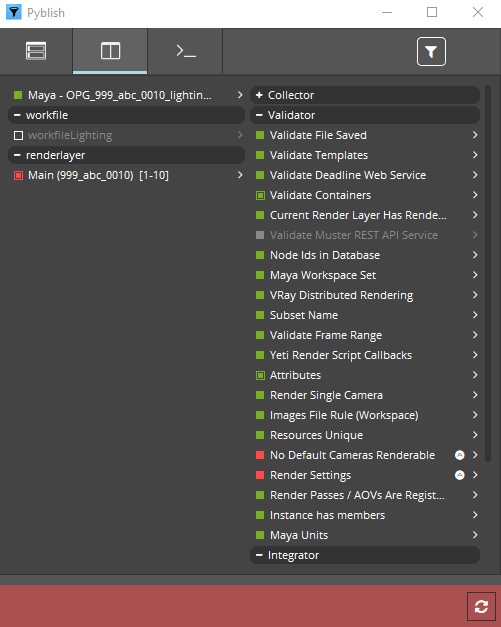 Pyblish
Maya - OPG_999_abc_0010_lightin...
workfile
workfileLighting
renderlayer
Main (999_abc_0010) [1-10]
Collector
Validator
Validate File Saved
Validate Templates
Validate Deadline Web Service
Validate Containers
Current Render Layer Has Rende...
Validate Muster REST API Service
Node Ids in Database
Maya Workspace Set
VRay Distributed Rendering
Subset Name
Validate Frame Range
Yeti Render Script Callbacks
Attributes
Render Single Camera
Images File Rule (Workspace)
Resources Unique
No Default Cameras Renderable
Render Settings
Render Passes / AOVs Are Regist...
Instance has members
Maya Units
Integrator